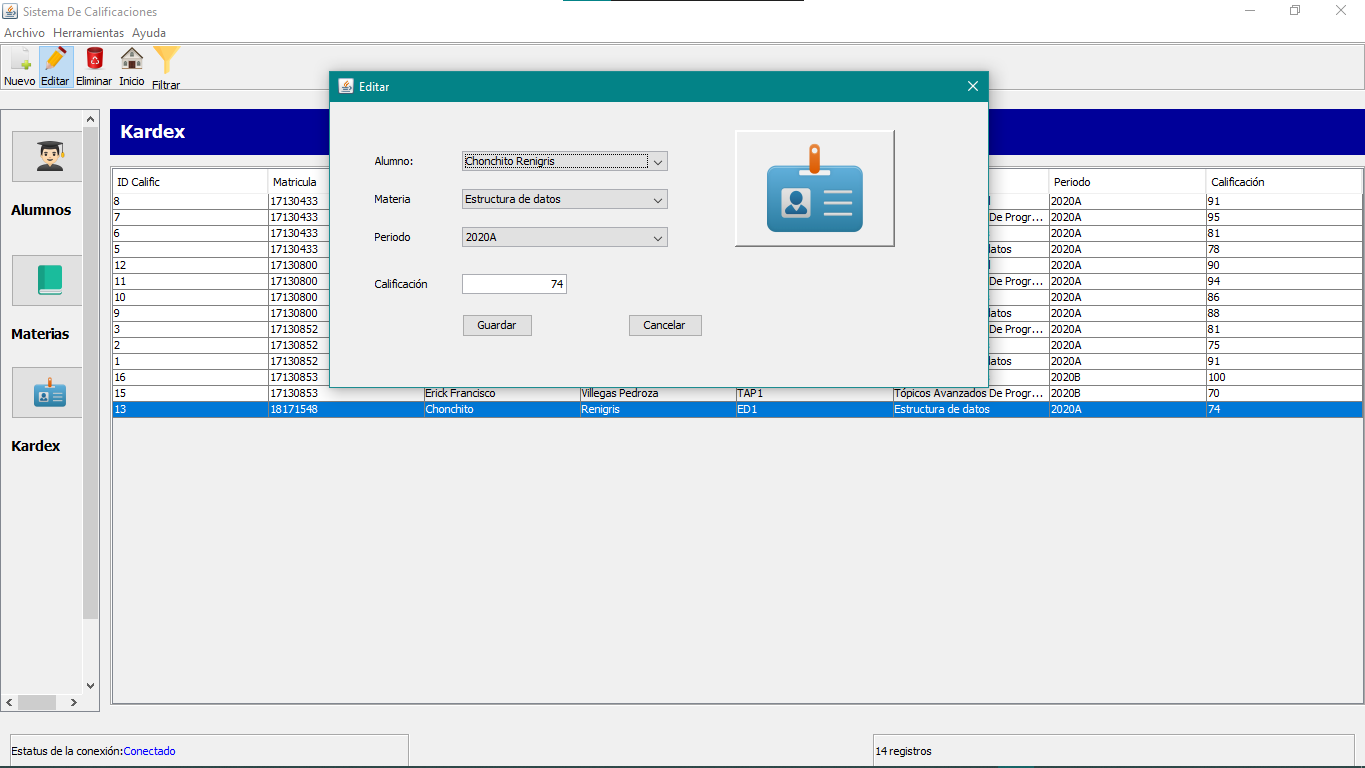 Sistema De Calificaciones
Archivo Herramientas Ayuda
Nuevo Editar Eliminar Inicio Filtrar
Editar
Alumno: Chonchito Renigris
Materia Estructura de datos
Periodo 2020A
Calificación 74
Guardar Cancelar
Alumnos
Materias
Kardex
Kardex
ID Calific Matricula Periodo Calificación
8 17130433 2020A 91
7 17130433 De Progr... 2020A 95
6 17130433 2020A 81
5 17130433 2020A 78
12 17130800 2020A 90
11 17130800 De Progr... 2020A 94
10 17130800 2020A 86
9 17130800 2020A 88
3 17130852 De Progr... 2020A 81
2 17130852 2020A 75
1 17130852 2020A 91
16 17130853 2020B 100
15 17130853 Erick Francisco Villegas Pedroza TAP1 Tópicos Avanzados De Progr... 2020B 70
13 18171548 Chonchito Renigris ED1 Estructura de datos 2020A 74
Estatus de la conexión:Conectado
14 registros